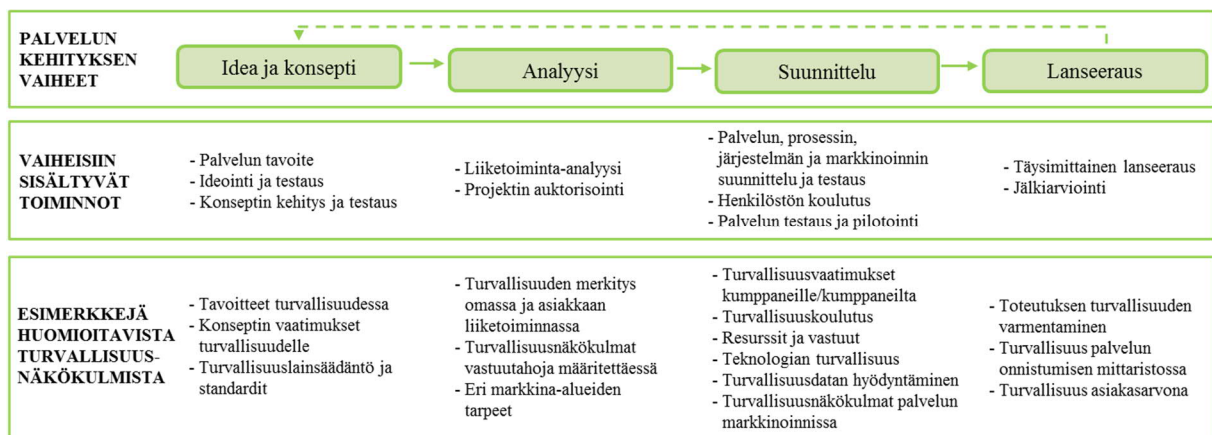 PALVELUN
KEHITYKSEN
VAIHEET
Idea ja konsepti
Analyysi
Suunnittelu
Lanseeraus
VAIHEISIIN
SISÄLTYVÄT
TOIMINNOT
- Palvelun tavoite
- Ideointi ja testaus
- Konseptin kehitys ja testaus
- Liiketoiminta-analyysi
- Projektin auktorisointi
- Palvelun, prosessin,
järjestelmän ja markkinoinnin
suunnittelu ja testaus
- Henkilöstön koulutus
- Palvelun testaus ja pilotointi
- Täysimittainen lanseeraus
- Jälkiarviointi
ESIMERKKEJÄ
HUOMIOITAVISTA
TURVALLISUUS-
NÄKÖKULMISTA
- Tavoitteet turvallisuudessa
- Konseptin vaatimukset
turvallisuudelle
- Turvallisuuslainsäädäntö ja
standardit
- Turvallisuuden merkitys
omassa ja asiakkaan
liiketoiminnassa
- Turvallisuusnäkökulmat
vastuutahoja määritettäessä
- Eri markkina-alueiden
tarpeet
- Turvallisuusvaatimukset
kumppaneille/kumppaneilta
- Turvallisuuskoulutus
- Resurssit ja vastuut
- Teknologian turvallisuus
- Turvallisuusdatan hyödyntäminen
- Turvallisuusnäkökulmat palvelun
markkinoinnissa
- Toteutuksen turvallisuuden
varmentaminen
- Turvallisuus palvelun
onnistumisen mittaristossa
- Turvallisuus asiakasarvona